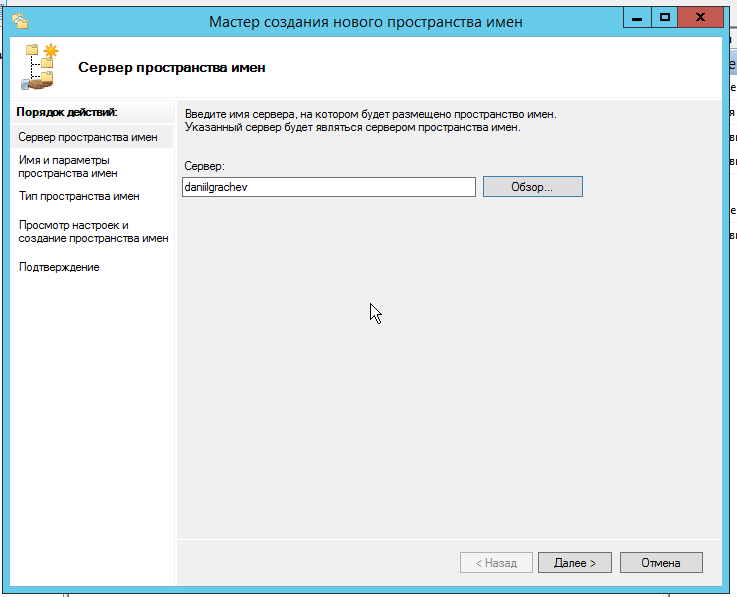 Мастер создания нового пространства имен
Сервер пространства имен
Порядок действий:
Сервер пространства имен
Имя и параметры
пространства имен
Тип пространства имен
Просмотр настроек и
создание пространства имен
Подтверждение
Введите имя сервера, на котором будет размещено пространство имен.
Указанный сервер будет являться сервером пространства имен.
Сервер:
daniilgrachev
Обзор...
< Назад
Далее >
Отмена